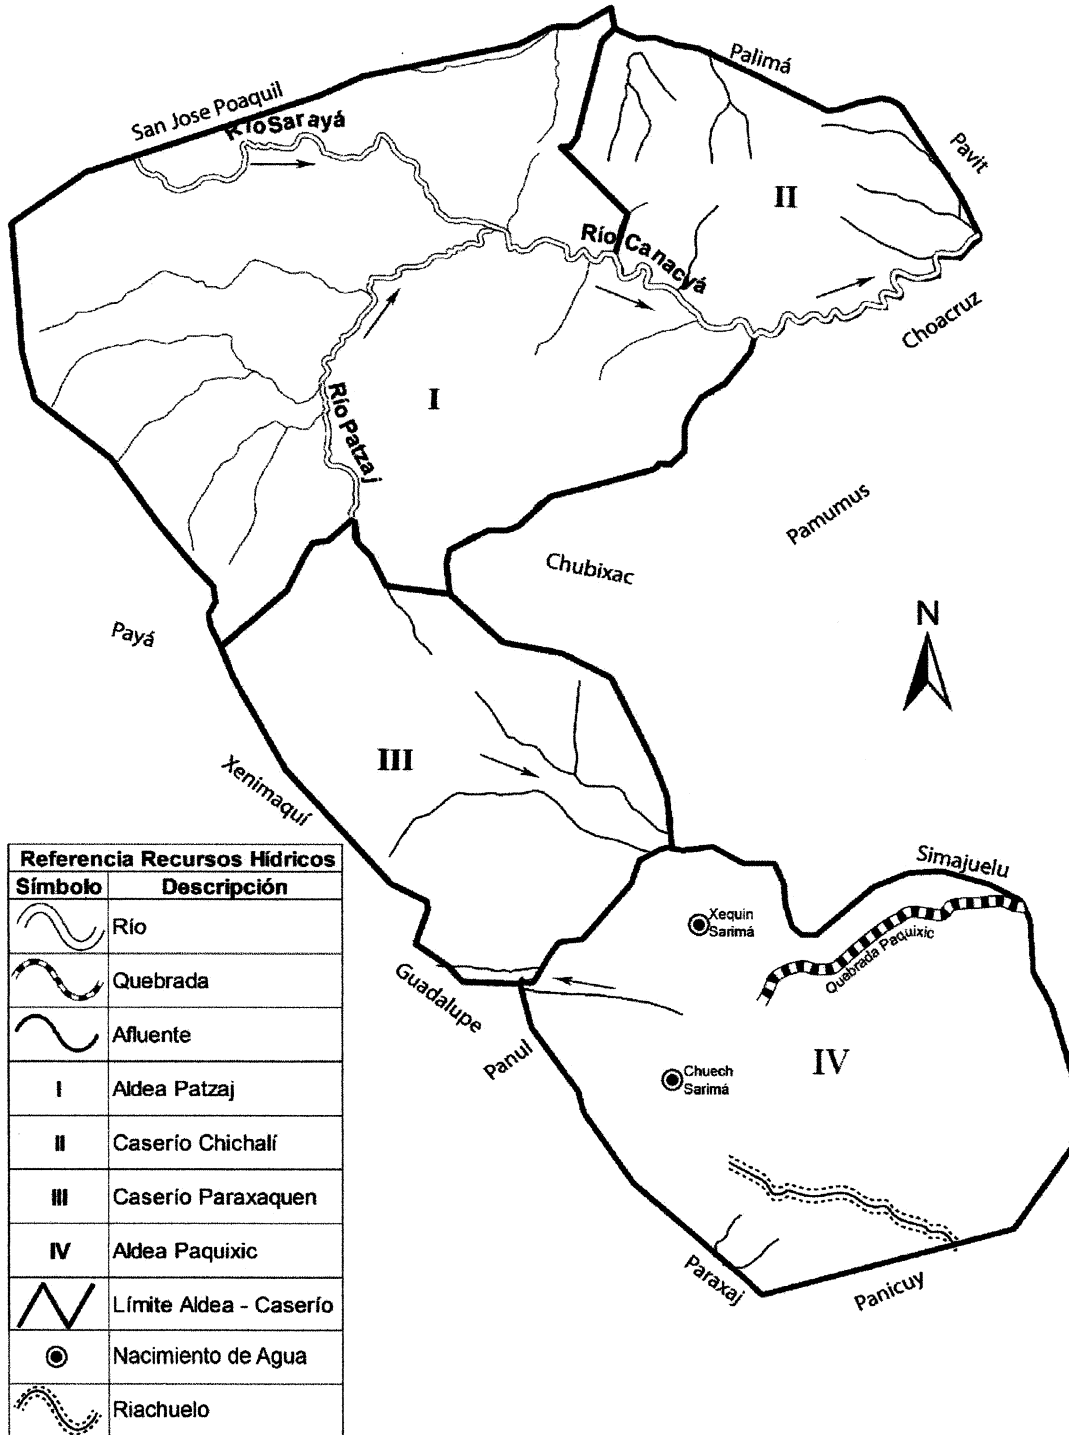 Palimá
San Jose Poaquil
Río Sarayá
Pavit
II
Río Canacyá
Choacruz
I
Río Patzaj
Pamumus
Chubixac
N
Payá
III
Xenimaquí
Simajuelu
Xequin
Sarimá
Quebrada Paquixic
Guadalupe
Panul
IV
Chuech
Sarimá
Paraxaj
Panicuy
Referencia Recursos Hídricos
Símbolo Descripción
Río
Quebrada
Afluente
I Aldea Patzaj
II Caserío Chichalí
III Caserío Paraxaquen
IV Aldea Paquixic
Límite Aldea - Caserío
Nacimiento de Agua
Riachuelo